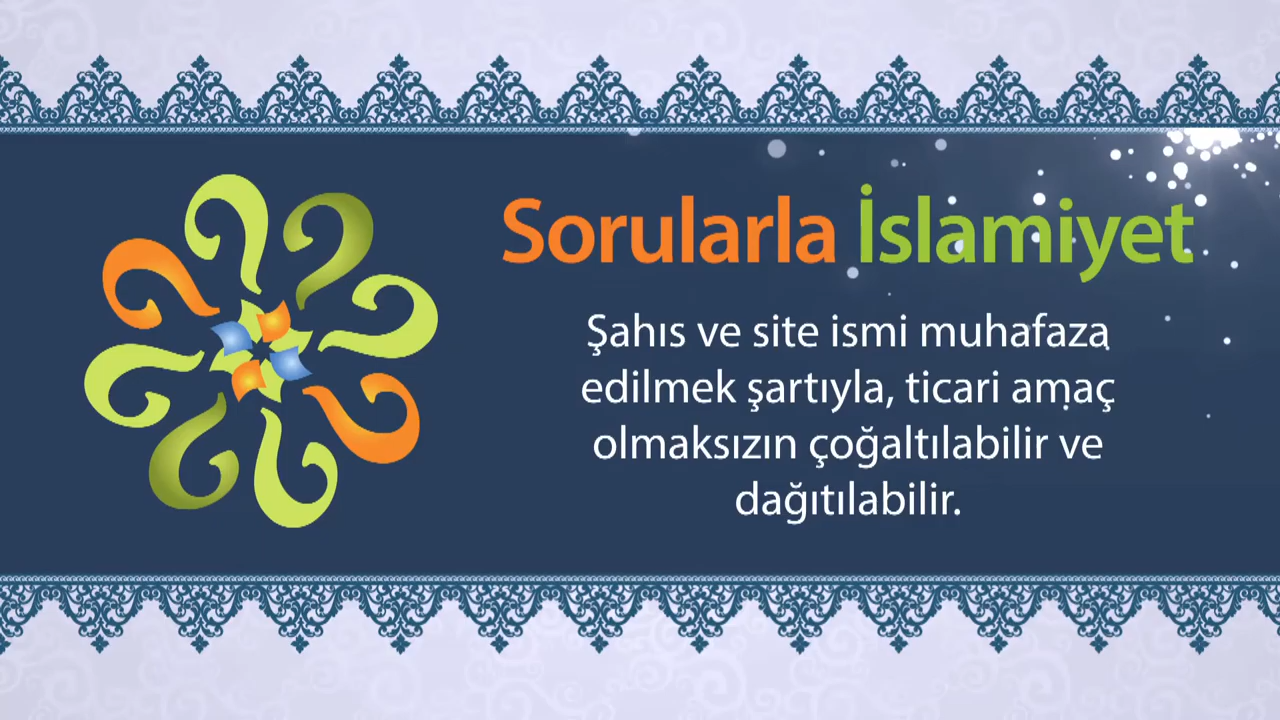 Sorularla İslamiyet
Şahıs ve site ismi muhafaza
edilmek şartıyla, ticari amaç
olmaksızın çoğaltılabilir ve
dağıtılabilir.